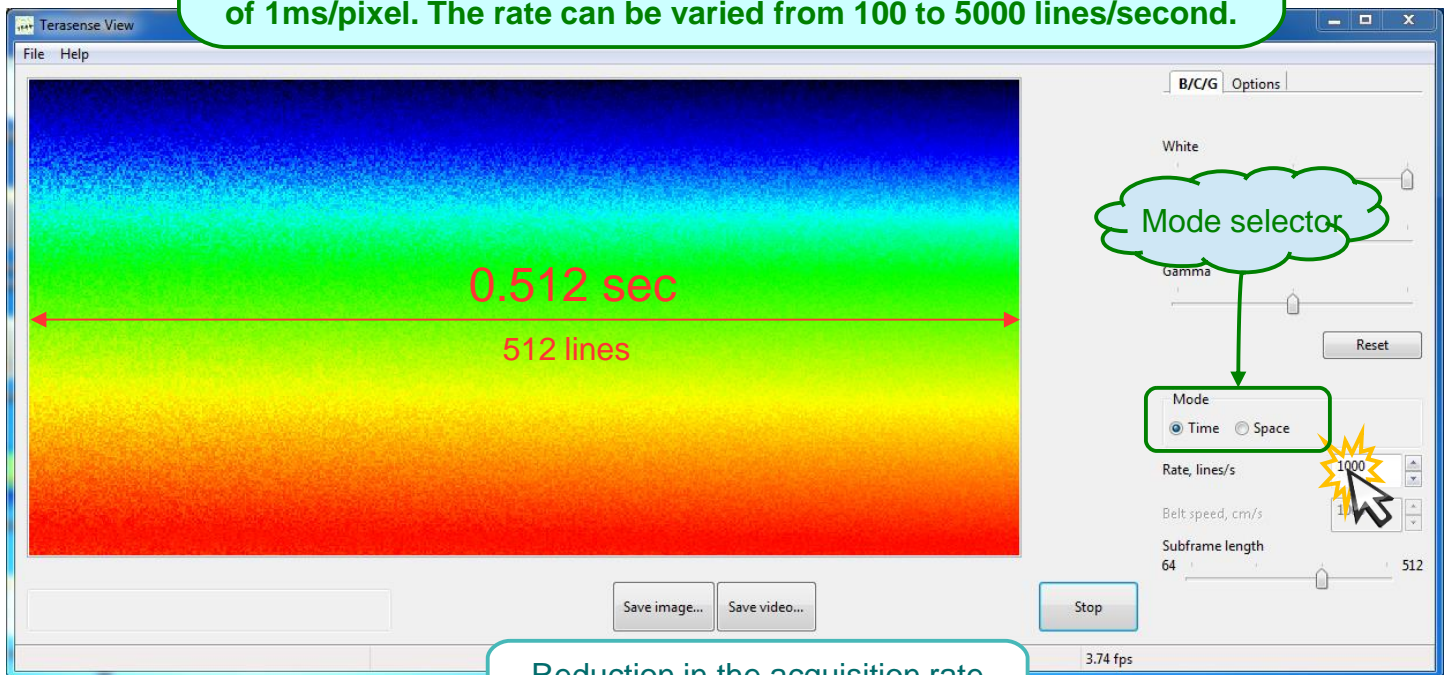 of 1ms/pixel. The rate can be varied from 100 to 5000 lines/second.
Terasense View
File Help
B/C/G Options
White
Mode selector
Gamma
0.512 sec
512 lines
Reset
Mode
Time Space
Rate, lines/s 1000
Belt speed, cm/s
Subframe length
64 512
Save image... Save video... Stop
Reduction in the acquisition rate
3.74 fps